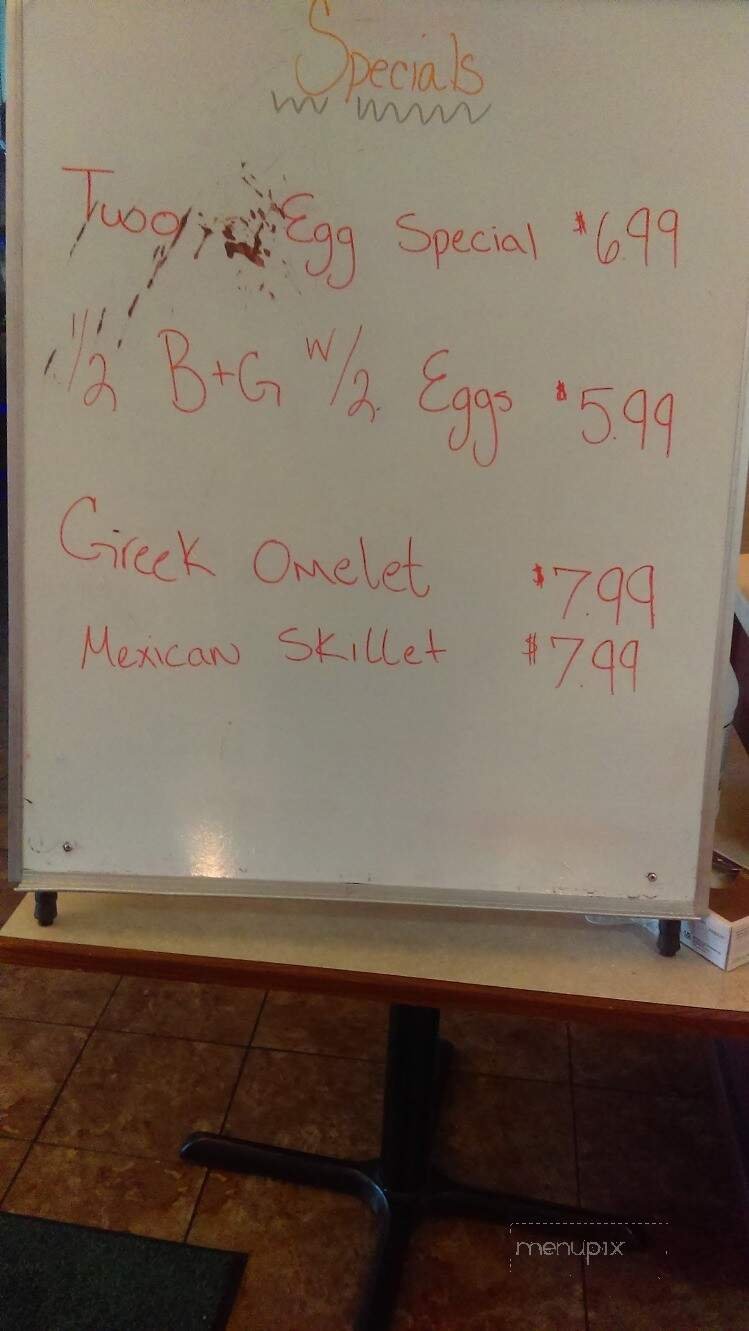 Specials
Two Egg Special $6.99
1/2 B+G w/2 Eggs $5.99
Greek Omelet $7.99
Mexican Skillet $7.99
menupix